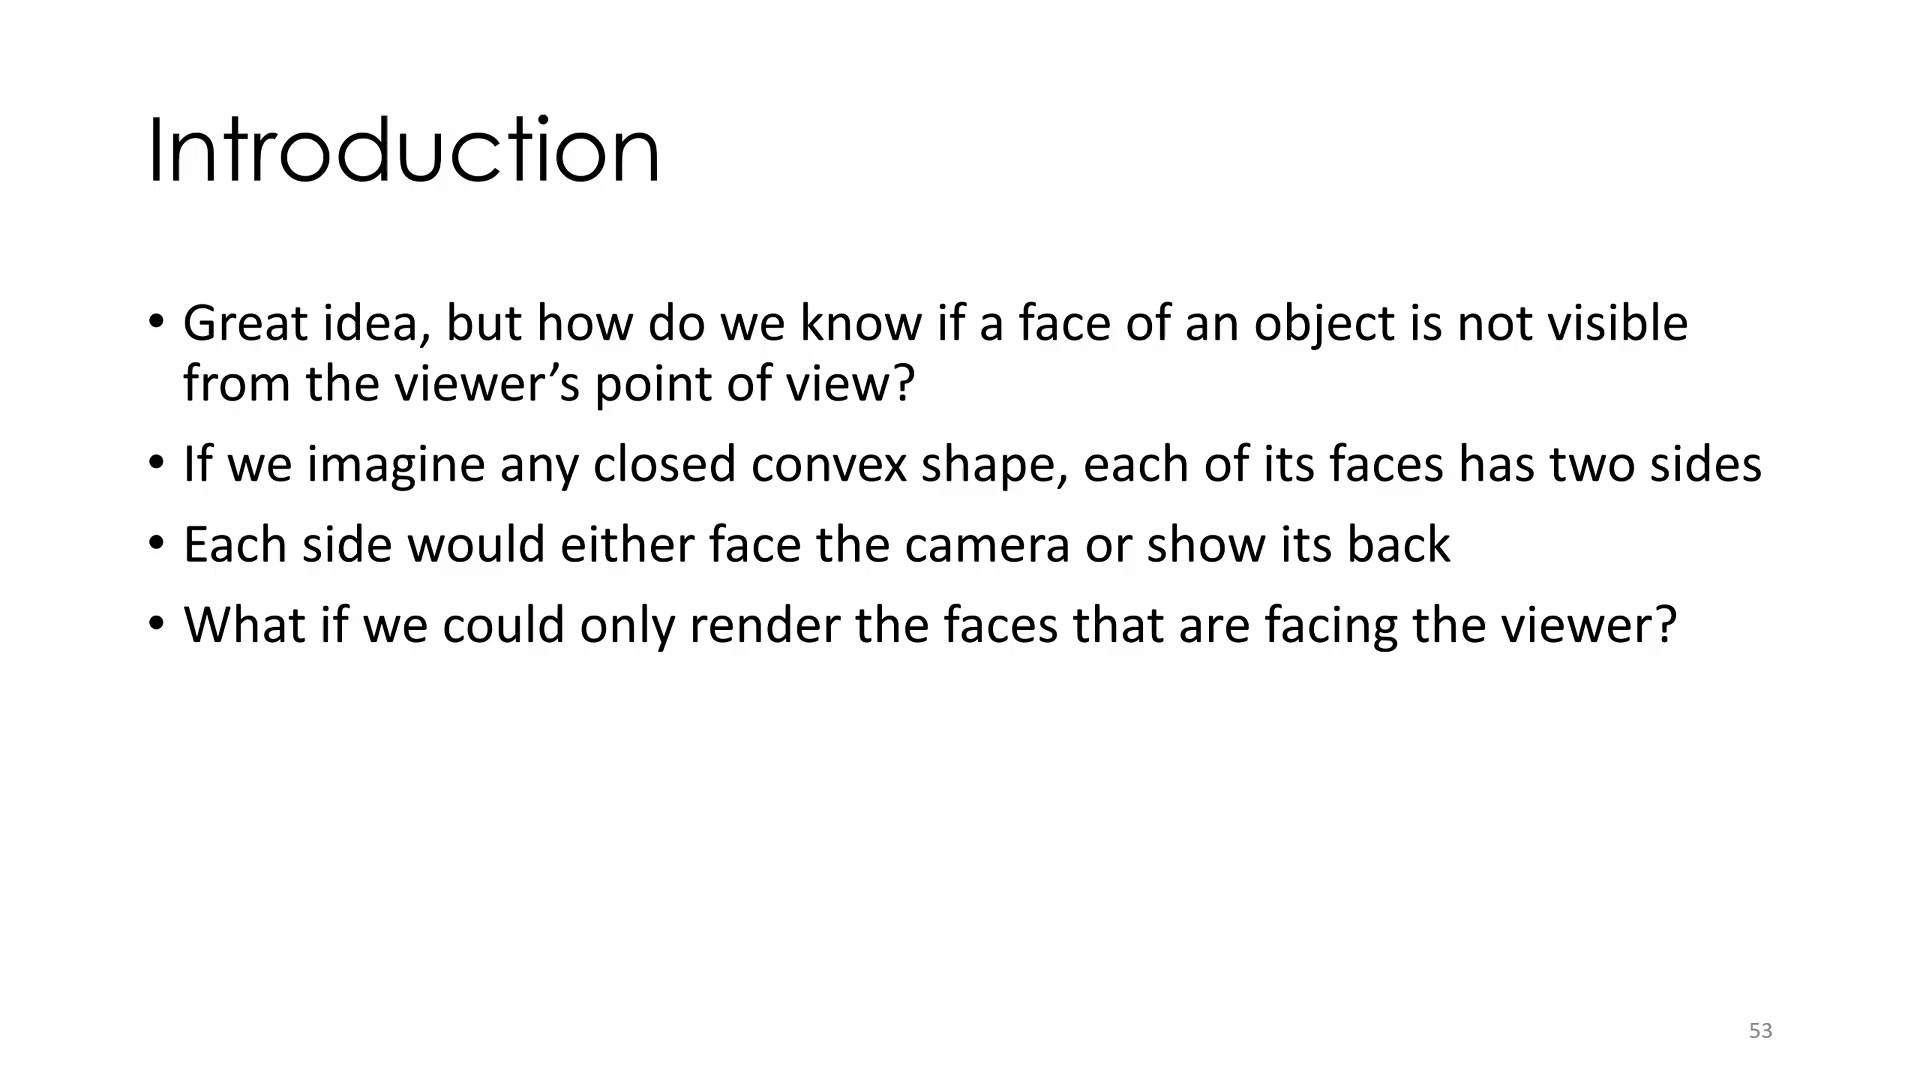 Introduction
• Great idea, but how do we know if a face of an object is not visible
from the viewer’s point of view?
• If we imagine any closed convex shape, each of its faces has two sides
• Each side would either face the camera or show its back
• What if we could only render the faces that are facing the viewer?
53